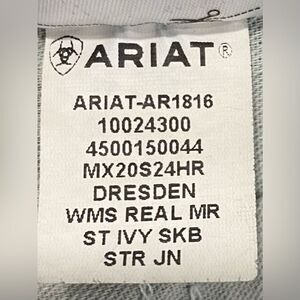 ARIAT®
ARIAT-AR1816
10024300
4500150044
MX20S24HR
DRESDEN
WMS REAL MR
ST IVY SKB
STR JN